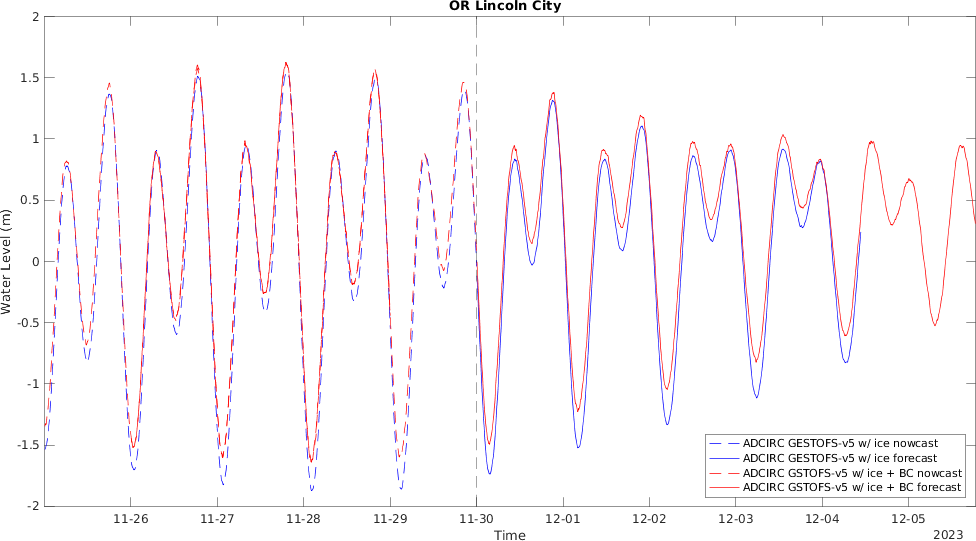 OR Lincoln City
2
1.5
1
0.5
0
-0.5
-1
-1.5
-2
Water Level (m)
11-26 11-27 11-28 11-29 11-30 12-01 12-02 12-03 12-04 12-05
Time
2023
ADCIRC GESTOFS-v5 w/ ice nowcast
ADCIRC GESTOFS-v5 w/ ice forecast
ADCIRC GSTOFS-v5 w/ ice + BC nowcast
ADCIRC GSTOFS-v5 w/ ice + BC forecast